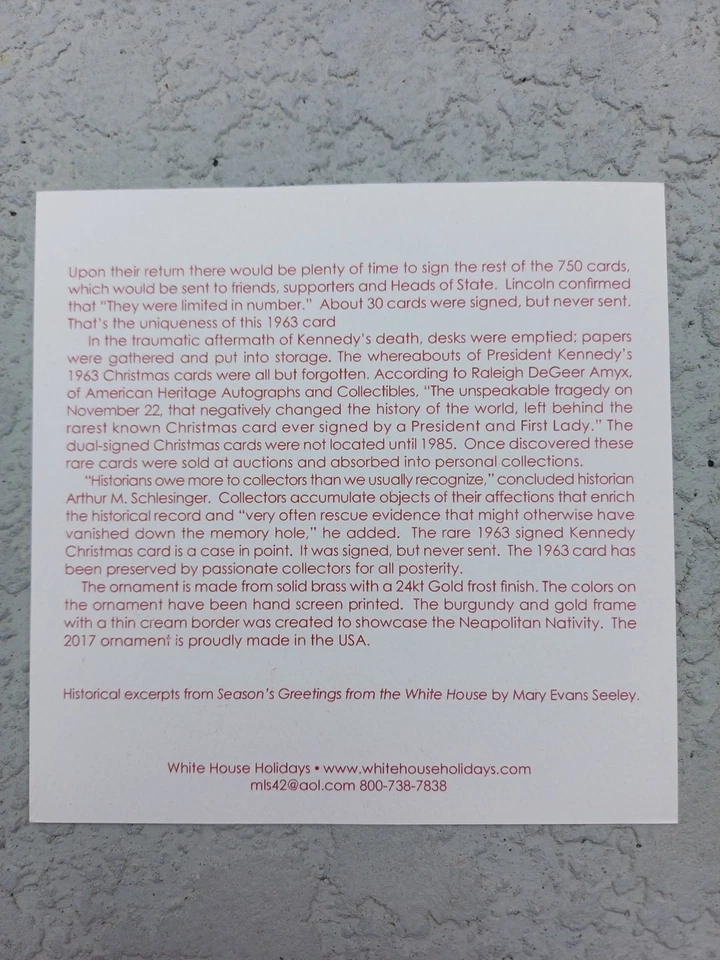 Upon their return there would be plenty of time to sign the rest of the 750 cards,
which would be sent to friends, supporters and Heads of State. Lincoln confirmed
that “They were limited in number.” About 30 cards were signed, but never sent.
That’s the uniqueness of this 1963 card
In the traumatic aftermath of Kennedy’s death, desks were emptied; papers
were gathered and put into storage. The whereabouts of President Kennedy’s
1963 Christmas cards were all but forgotten. According to Raleigh DeGeer Amyx,
of American Heritage Autographs and Collectibles, “The unspeakable tragedy on
November 22, that negatively changed the history of the world, left behind the
rarest known Christmas card ever signed by a President and First Lady.” The
dual-signed Christmas cards were not located until 1985. Once discovered these
rare cards were sold at auctions and absorbed into personal collections.
“Historians owe more to collectors than we usually recognize,” concluded historian
Arthur M. Schlesinger. Collectors accumulate objects of their affections that enrich
the historical record and “very often rescue evidence that might otherwise have
vanished down the memory hole,” he added. The rare 1963 signed Kennedy
Christmas card is a case in point. It was signed, but never sent. The 1963 card has
been preserved by passionate collectors for all posterity.
The ornament is made from solid brass with a 24kt Gold frost finish. The colors on
the ornament have been hand screen printed. The burgundy and gold frame
with a thin cream border was created to showcase the Neapolitan Nativity. The
2017 ornament is proudly made in the USA.
Historical excerpts from Season’s Greetings from the White House by Mary Evans Seeley.
White House Holidays • www.whitehouseholidays.com
mls42@aol.com 800-738-7838